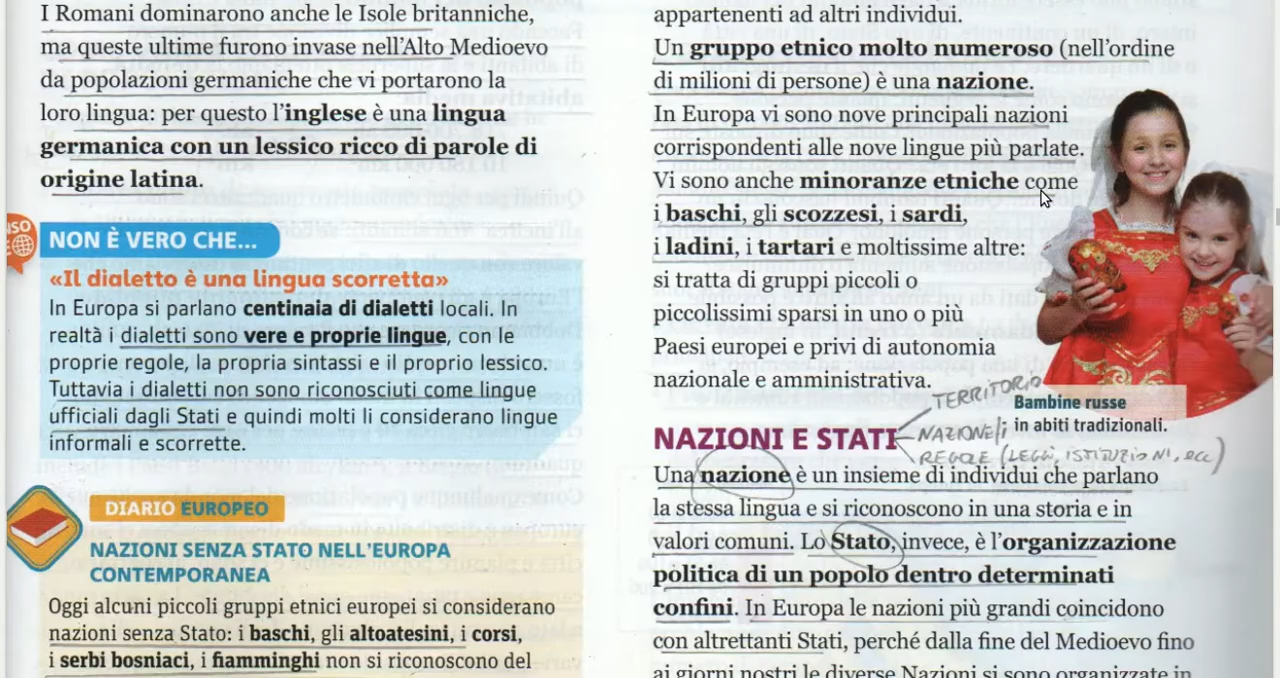 I Romani dominarono anche le Isole britanniche,
ma queste ultime furono invase nell'Alto Medioevo
da popolazioni germaniche che vi portarono la
loro lingua: per questo l'inglese è una lingua
germanica con un lessico ricco di parole di
origine latina.
NON È VERO CHE...
«Il dialetto è una lingua scorretta»
In Europa si parlano centinaia di dialetti locali. In
realtà i dialetti sono vere e proprie lingue, con le
proprie regole, la propria sintassi e il proprio lessico.
Tuttavia i dialetti non sono riconosciuti come lingue
ufficiali dagli Stati e quindi molti li considerano lingue
informali e scorrette.
DIARIO EUROPEO
NAZIONI SENZA STATO NELL'EUROPA
CONTEMPORANEA
Oggi alcuni piccoli gruppi etnici europei si considerano
nazioni senza Stato: i baschi, gli altoatesini, i corsi,
i serbi bosniaci, i fiamminghi non si riconoscono del
appartenenti ad altri individui.
Un gruppo etnico molto numeroso (nell'ordine
di milioni di persone) è una nazione.
In Europa vi sono nove principali nazioni
corrispondenti alle nove lingue più parlate.
Vi sono anche minoranze etniche come
i baschi, gli scozzesi, i sardi,
i ladini, i tartari e moltissime altre:
si tratta di gruppi piccoli o
piccolissimi sparsi in uno o più
Paesi europei e privi di autonomia
nazionale e amministrativa.
Bambine russe
in abiti tradizionali.
TERRITORIO
NAZIONE/i
REGOLE (LEGGI, ISTITUZIONI, ecc)
NAZIONI E STATI
Una nazione è un insieme di individui che parlano
la stessa lingua e si riconoscono in una storia e in
valori comuni. Lo Stato, invece, è l'organizzazione
politica di un popolo dentro determinati
confini. In Europa le nazioni più grandi coincidono
con altrettanti Stati, perché dalla fine del Medioevo fino
ai giorni nostri le diverse Nazioni si sono organizzate in